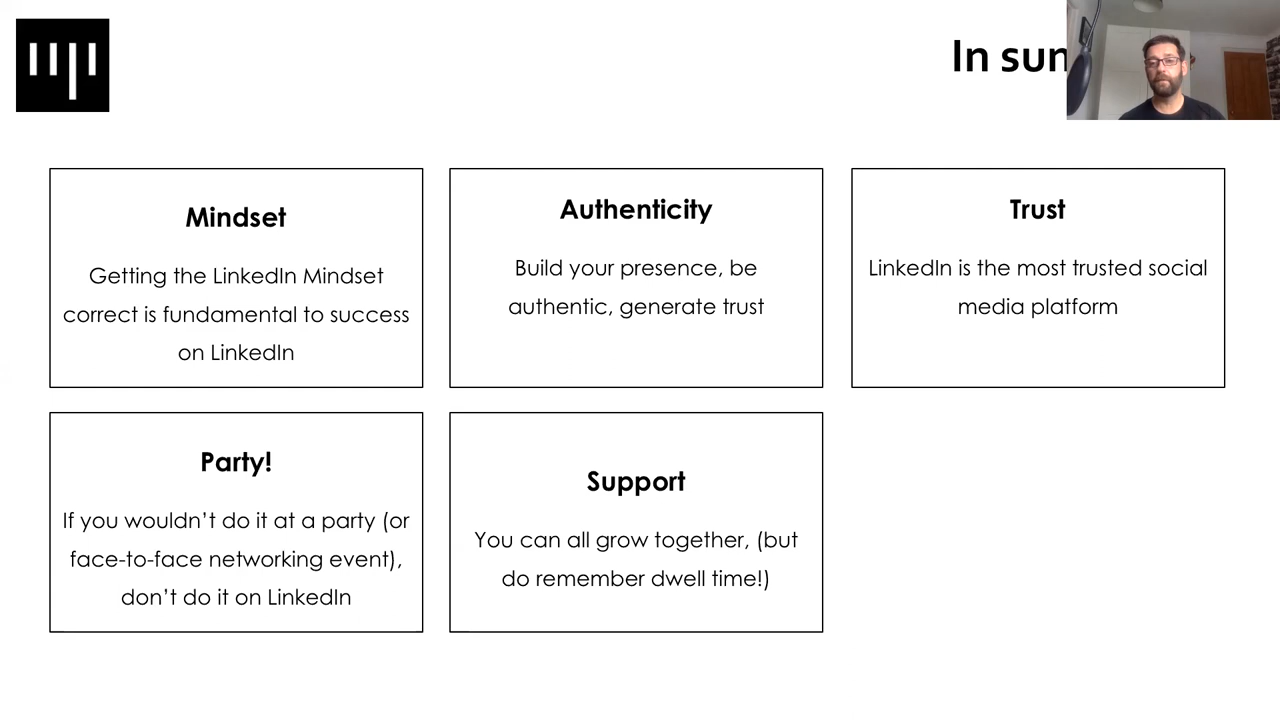 In sum
Mindset
Getting the LinkedIn Mindset
correct is fundamental to success
on LinkedIn
Authenticity
Build your presence, be
authentic, generate trust
Trust
LinkedIn is the most trusted social
media platform
Party!
If you wouldn’t do it at a party (or
face-to-face networking event),
don’t do it on LinkedIn
Support
You can all grow together, (but
do remember dwell time!)